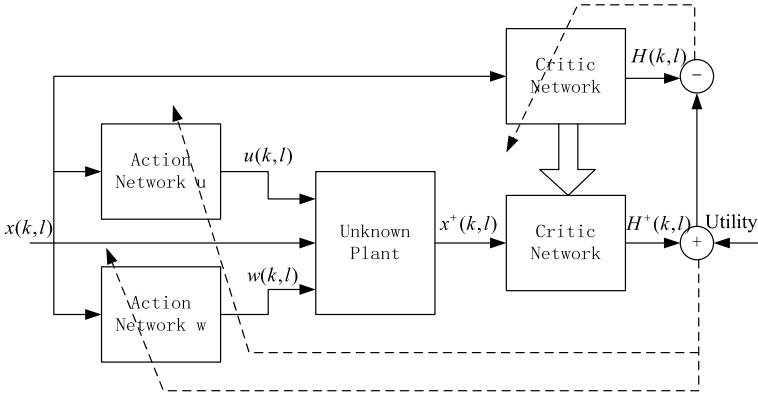 Critic
Network
H(k,l)
−
Action
Network u
u(k,l)
x(k,l)
Unknown
Plant
x⁺(k,l)
Critic
Network
H⁺(k,l)
+
Utility
Action
Network w
w(k,l)